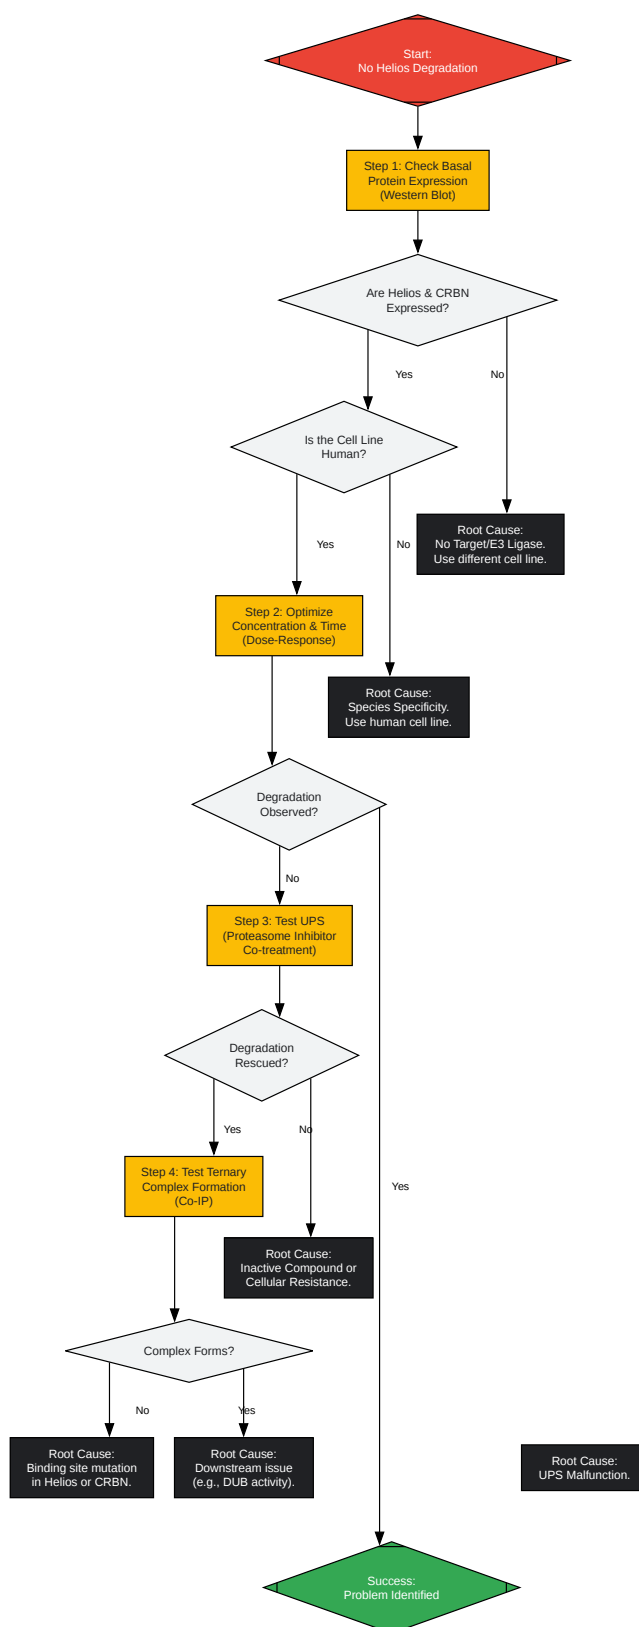 Start:
No Helios Degradation
Step 1: Check Basal
Protein Expression
(Western Blot)
Are Helios & CRBN
Expressed?
Yes
No
Is the Cell Line
Human?
Root Cause:
No Target/E3 Ligase.
Use different cell line.
Yes
No
Step 2: Optimize
Concentration & Time
(Dose-Response)
Root Cause:
Species Specificity.
Use human cell line.
Degradation
Observed?
No
Step 3: Test UPS
(Proteasome Inhibitor
Co-treatment)
Degradation
Rescued?
Yes
No
Step 4: Test Ternary
Complex Formation
(Co-IP)
Yes
Root Cause:
Inactive Compound or
Cellular Resistance.
Complex Forms?
No
Yes
Root Cause:
Binding site mutation
in Helios or CRBN.
Root Cause:
Downstream issue
(e.g., DUB activity).
Root Cause:
UPS Malfunction.
Success:
Problem Identified